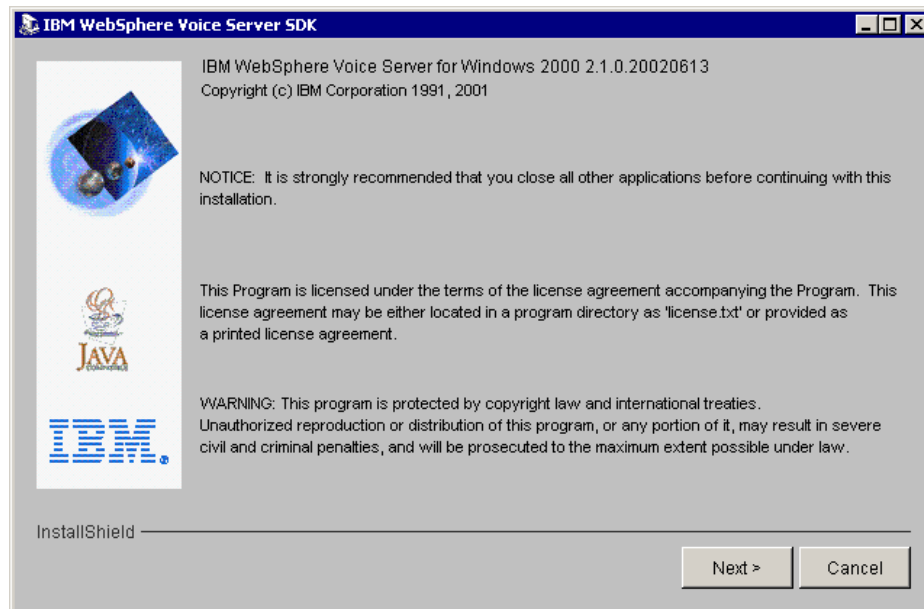 IBM WebSphere Voice Server SDK
IBM WebSphere Voice Server for Windows 2000 2.1.0.20020613
Copyright (c) IBM Corporation 1991, 2001
NOTICE: It is strongly recommended that you close all other applications before continuing with this
installation.
This Program is licensed under the terms of the license agreement accompanying the Program. This
license agreement may be either located in a program directory as 'license.txt' or provided as
a printed license agreement.
JAVA
WARNING: This program is protected by copyright law and international treaties.
Unauthorized reproduction or distribution of this program, or any portion of it, may result in severe
civil and criminal penalties, and will be prosecuted to the maximum extent possible under law.
IBM
InstallShield
Next >
Cancel